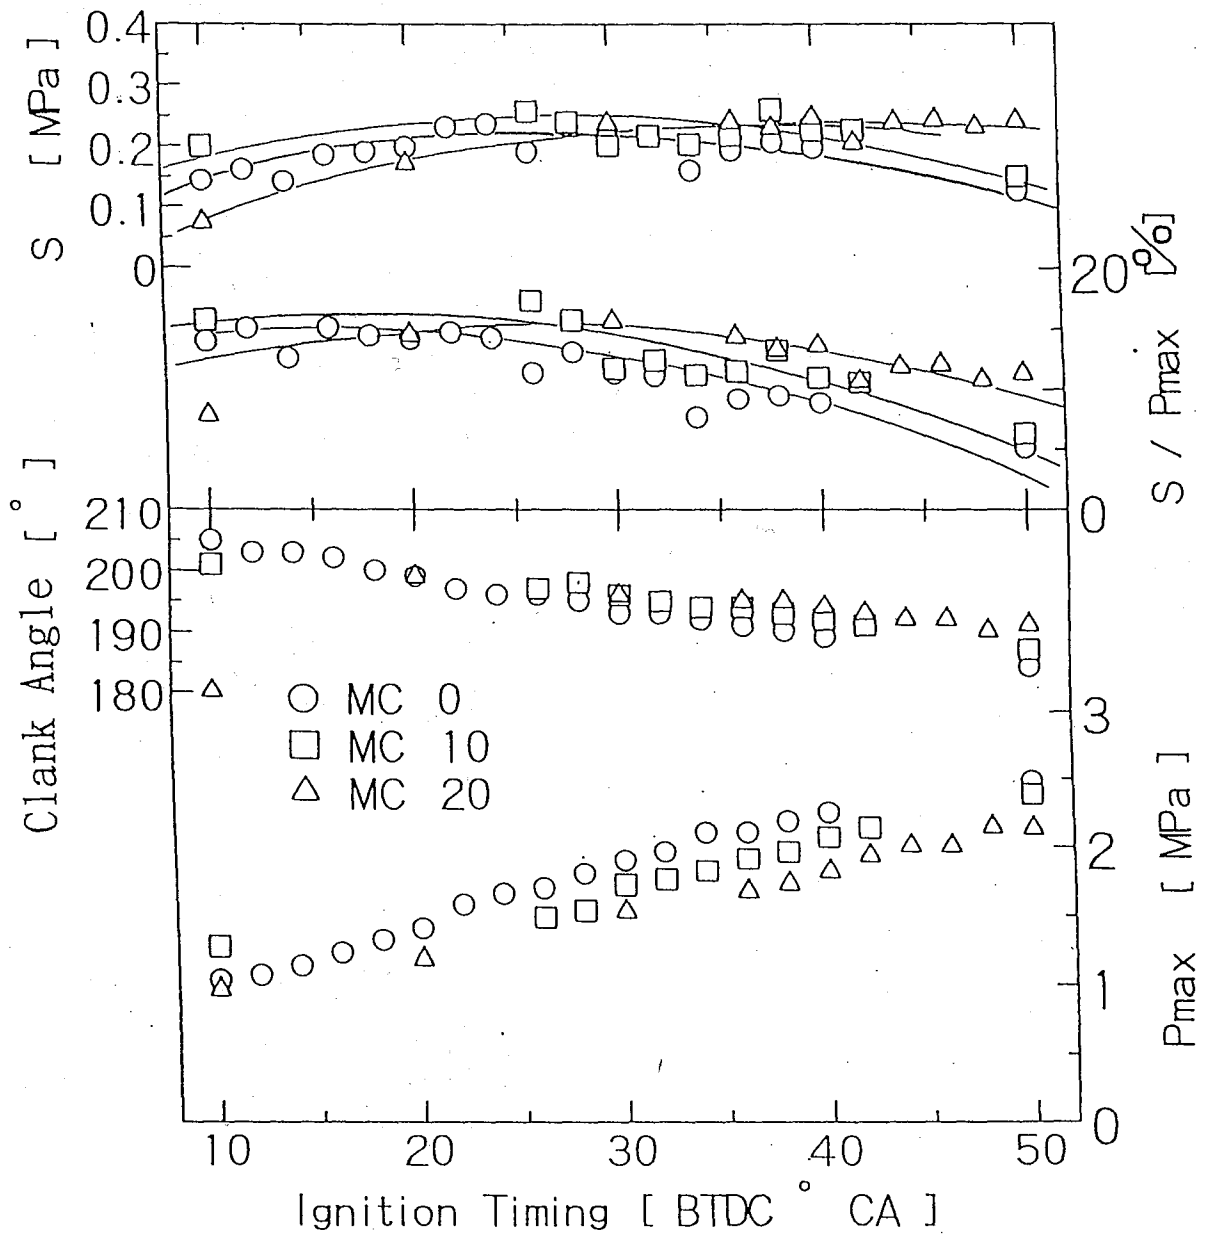 0.4
0.3
0.2
0.1
0
S [MPa]
20
0
S / Pmax [%]
210
200
190
180
Clank Angle [°]
○ MC 0
□ MC 10
△ MC 20
3
2
1
0
Pmax [MPa]
10 20 30 40 50
Ignition Timing [BTDC ° CA]